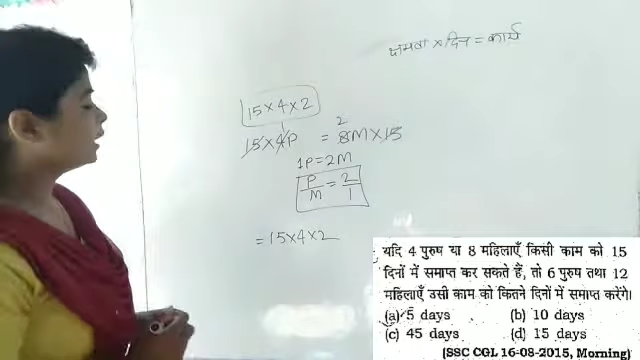 क्षमता × दिन = कार्य
15×4×2
15×4P = 8M×15
2
1P=2M
P/M = 2/1
=15×4×2
यदि 4 पुरुष या 8 महिलाएँ किसी काम को 15
दिनों में समाप्त कर सकते हैं, तो 6 पुरुष तथा 12
महिलाएँ उसी काम को कितने दिनों में समाप्त करेंगे।
(a) 5 days (b) 10 days
(c) 45 days (d) 15 days
(SSC CGL 16-08-2015, Morning)